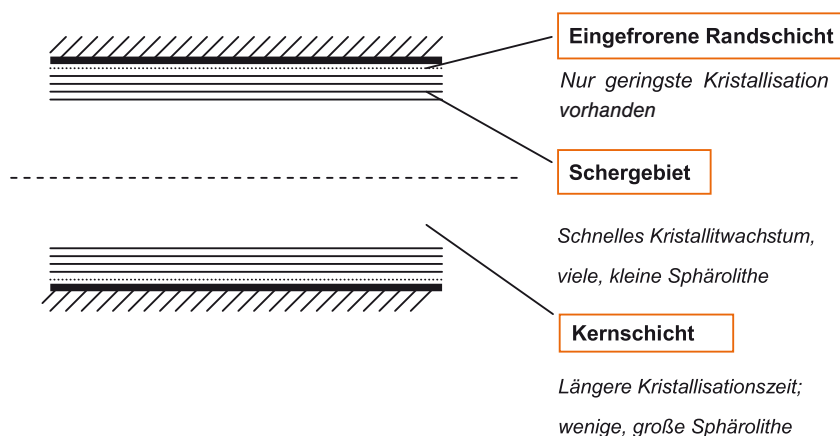 Eingefrorene Randschicht
Nur geringste Kristallisation
vorhanden
Schergebiet
Schnelles Kristallitwachstum,
viele, kleine Sphärolithe
Kernschicht
Längere Kristallisationszeit;
wenige, große Sphärolithe